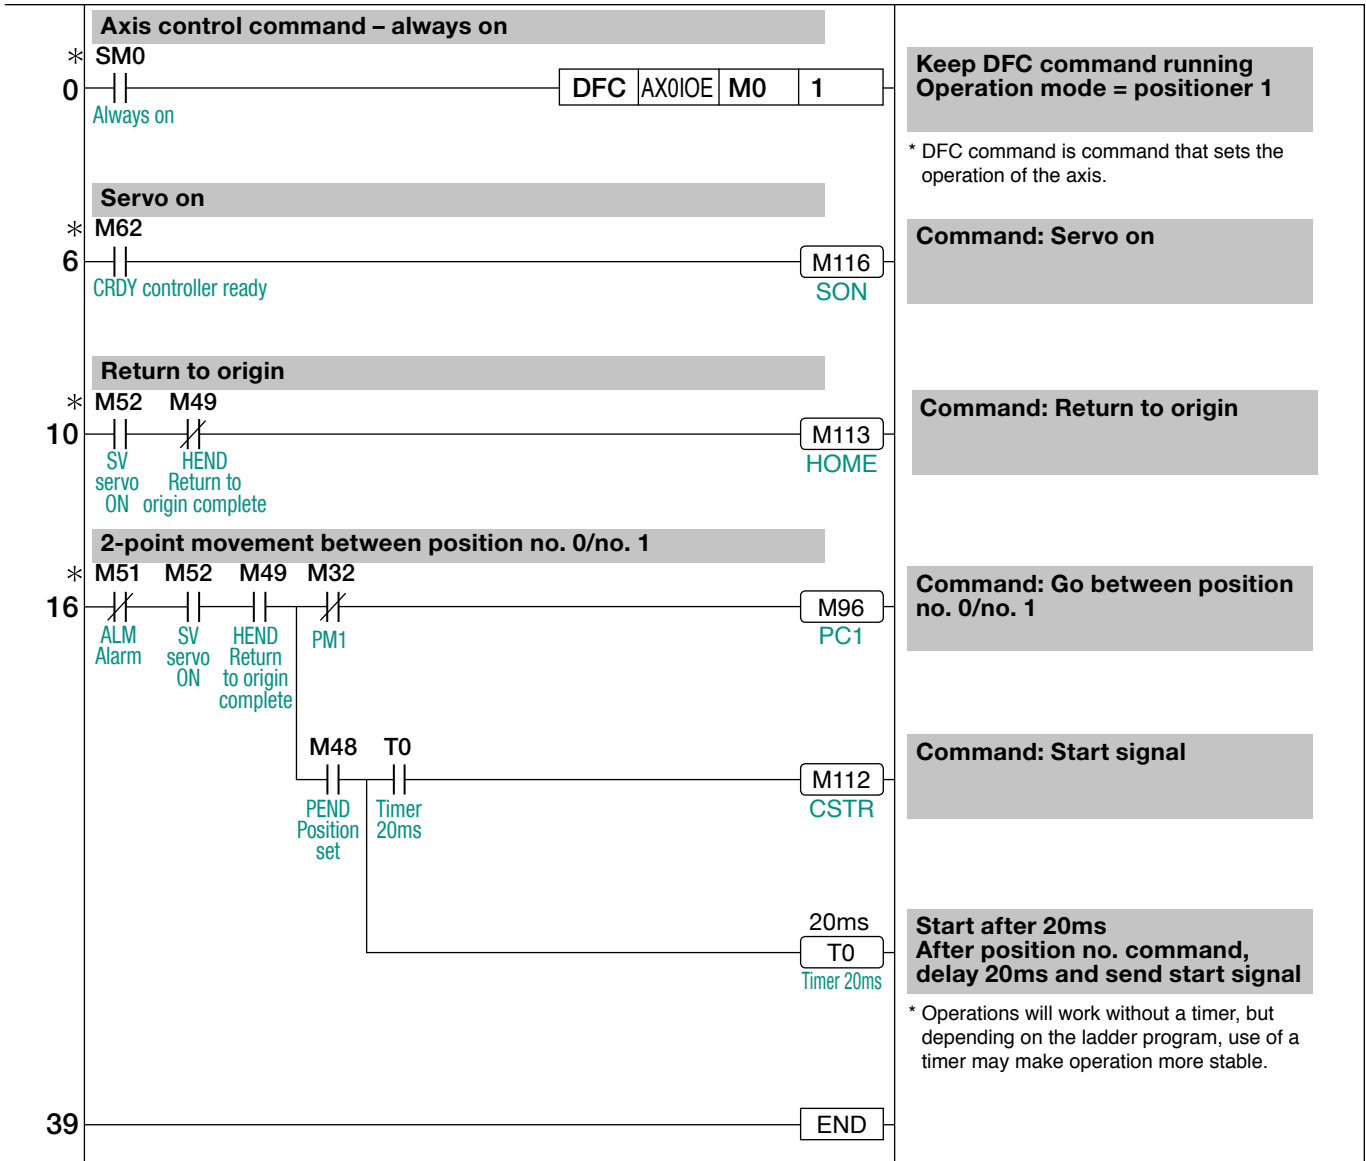 Axis control command – always on
* SM0
0 DFC AX0IOE M0 1
Always on
Keep DFC command running
Operation mode = positioner 1
* DFC command is command that sets the
operation of the axis.
Servo on
* M62
6 M116
CRDY controller ready SON
Command: Servo on
Return to origin
* M52 M49
10 M113
SV HEND HOME
servo Return to
ON origin complete
Command: Return to origin
2-point movement between position no. 0/no. 1
* M51 M52 M49 M32
16 M96
ALM SV HEND PM1 PC1
Alarm servo Return
ON to origin
complete
Command: Go between position
no. 0/no. 1
M48 T0
M112
PEND Timer CSTR
Position 20ms
set
Command: Start signal
20ms
T0
Timer 20ms
Start after 20ms
After position no. command,
delay 20ms and send start signal
* Operations will work without a timer, but
depending on the ladder program, use of a
timer may make operation more stable.
39 END